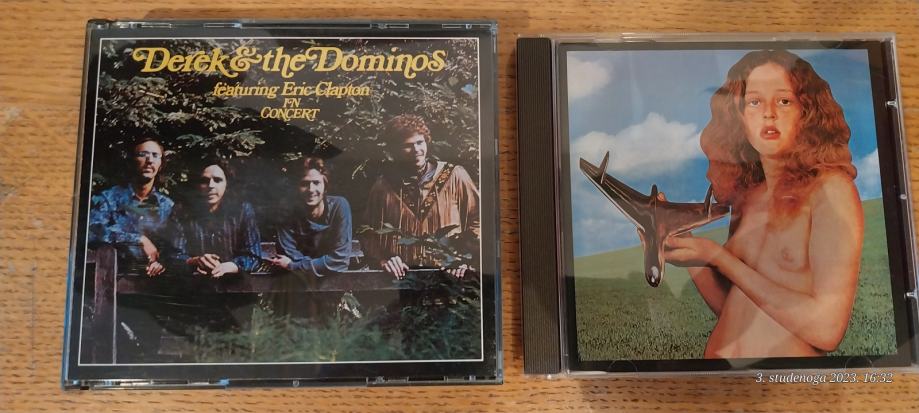 Derek & the Dominos
featuring Eric Clapton
IN
CONCERT
3. studenoga 2023. 16:32